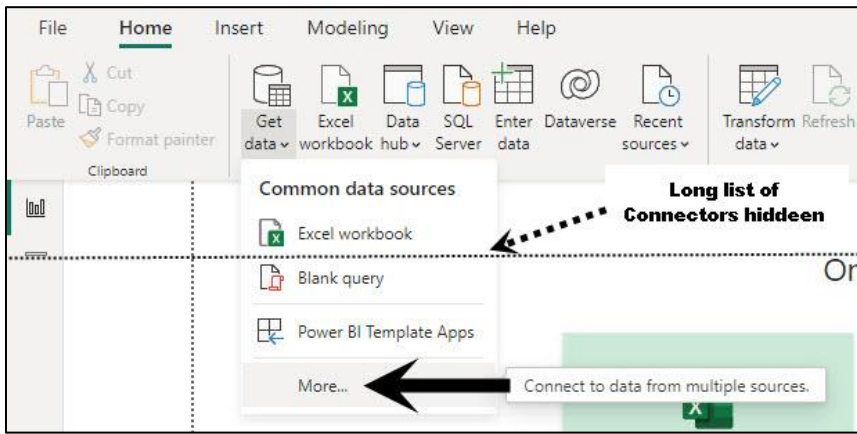 File Home Insert Modeling View Help
Cut
Copy
Format painter
Paste
Clipboard
Get data
Excel workbook
Data hub
SQL Server
Enter data
Dataverse
Recent sources
Transform data
Refresh
Common data sources
Excel workbook
Blank query
Power BI Template Apps
More...
Long list of
Connectors hiddeen
Connect to data from multiple sources.